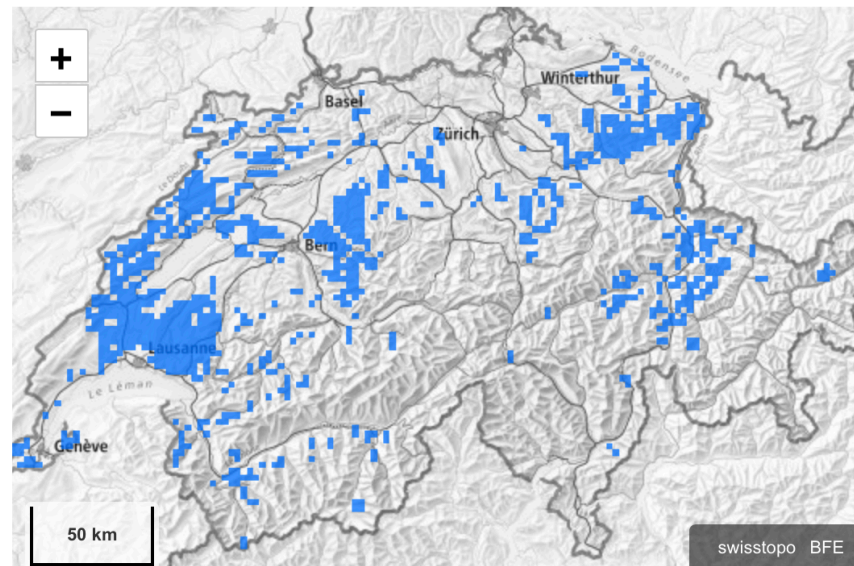 +
−
Bodensee
Winterthur
Basel
Zürich
Bern
Lausanne
Le Léman
Genève
50 km
swisstopo BFE